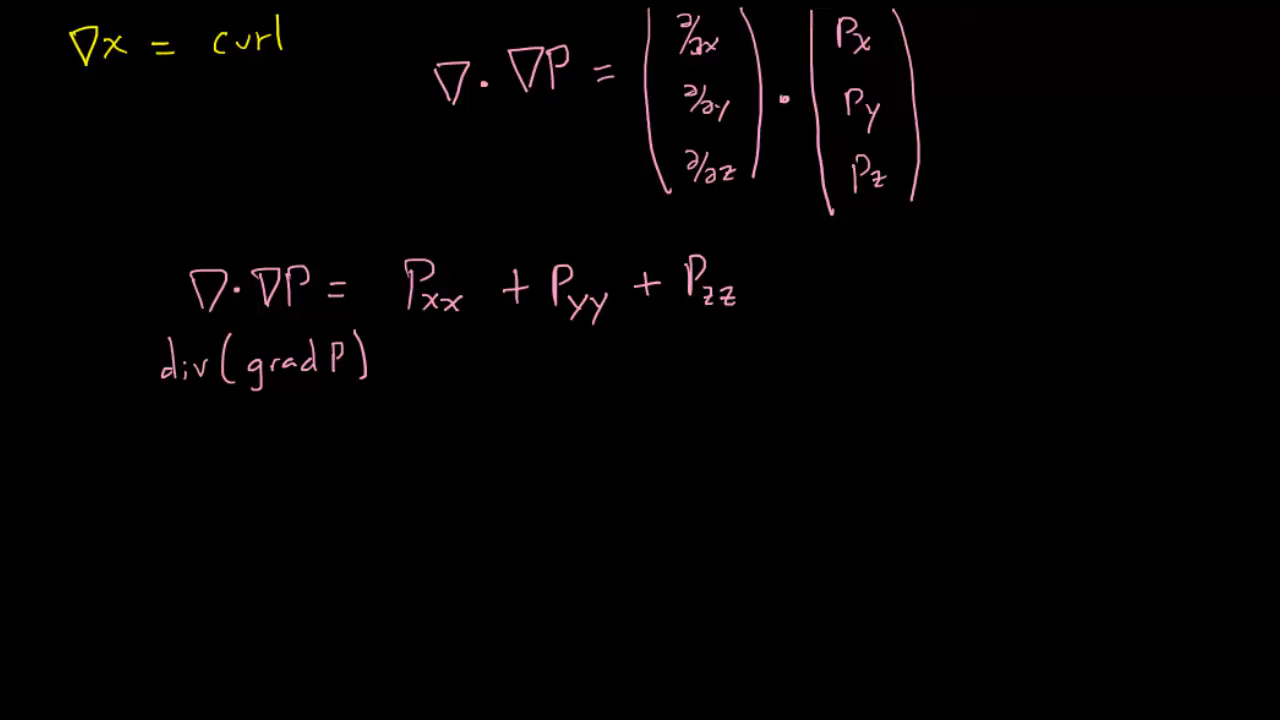 ∇x = curl
∇ · ∇P = ( ∂/∂x ∂/∂y ∂/∂z ) · ( Px Py Pz )
∇ · ∇P = Pxx + Pyy + Pzz
div(grad P)